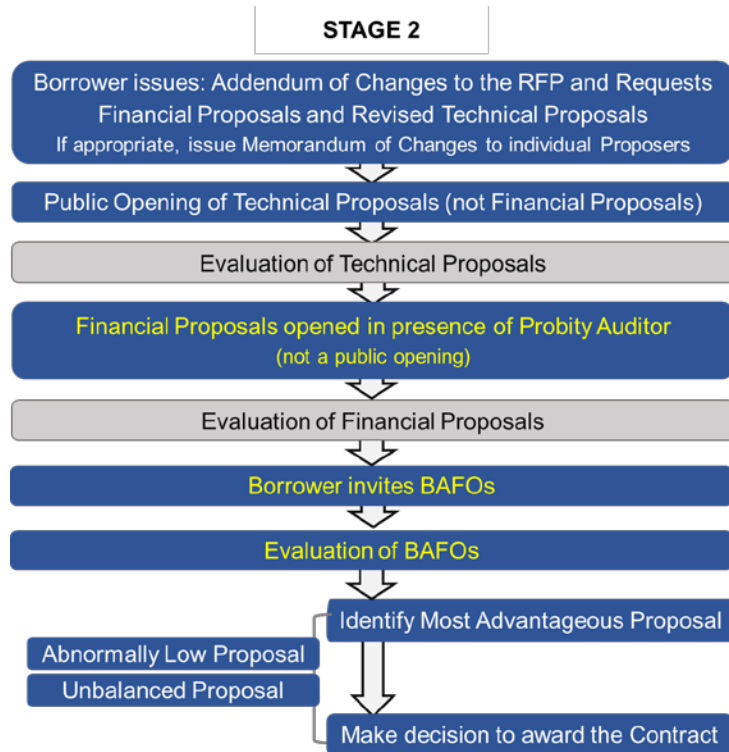 STAGE 2
Borrower issues: Addendum of Changes to the RFP and Requests
Financial Proposals and Revised Technical Proposals
If appropriate, issue Memorandum of Changes to individual Proposers
Public Opening of Technical Proposals (not Financial Proposals)
Evaluation of Technical Proposals
Financial Proposals opened in presence of Probity Auditor
(not a public opening)
Evaluation of Financial Proposals
Borrower invites BAFOs
Evaluation of BAFOs
Identify Most Advantageous Proposal
Abnormally Low Proposal
Unbalanced Proposal
Make decision to award the Contract